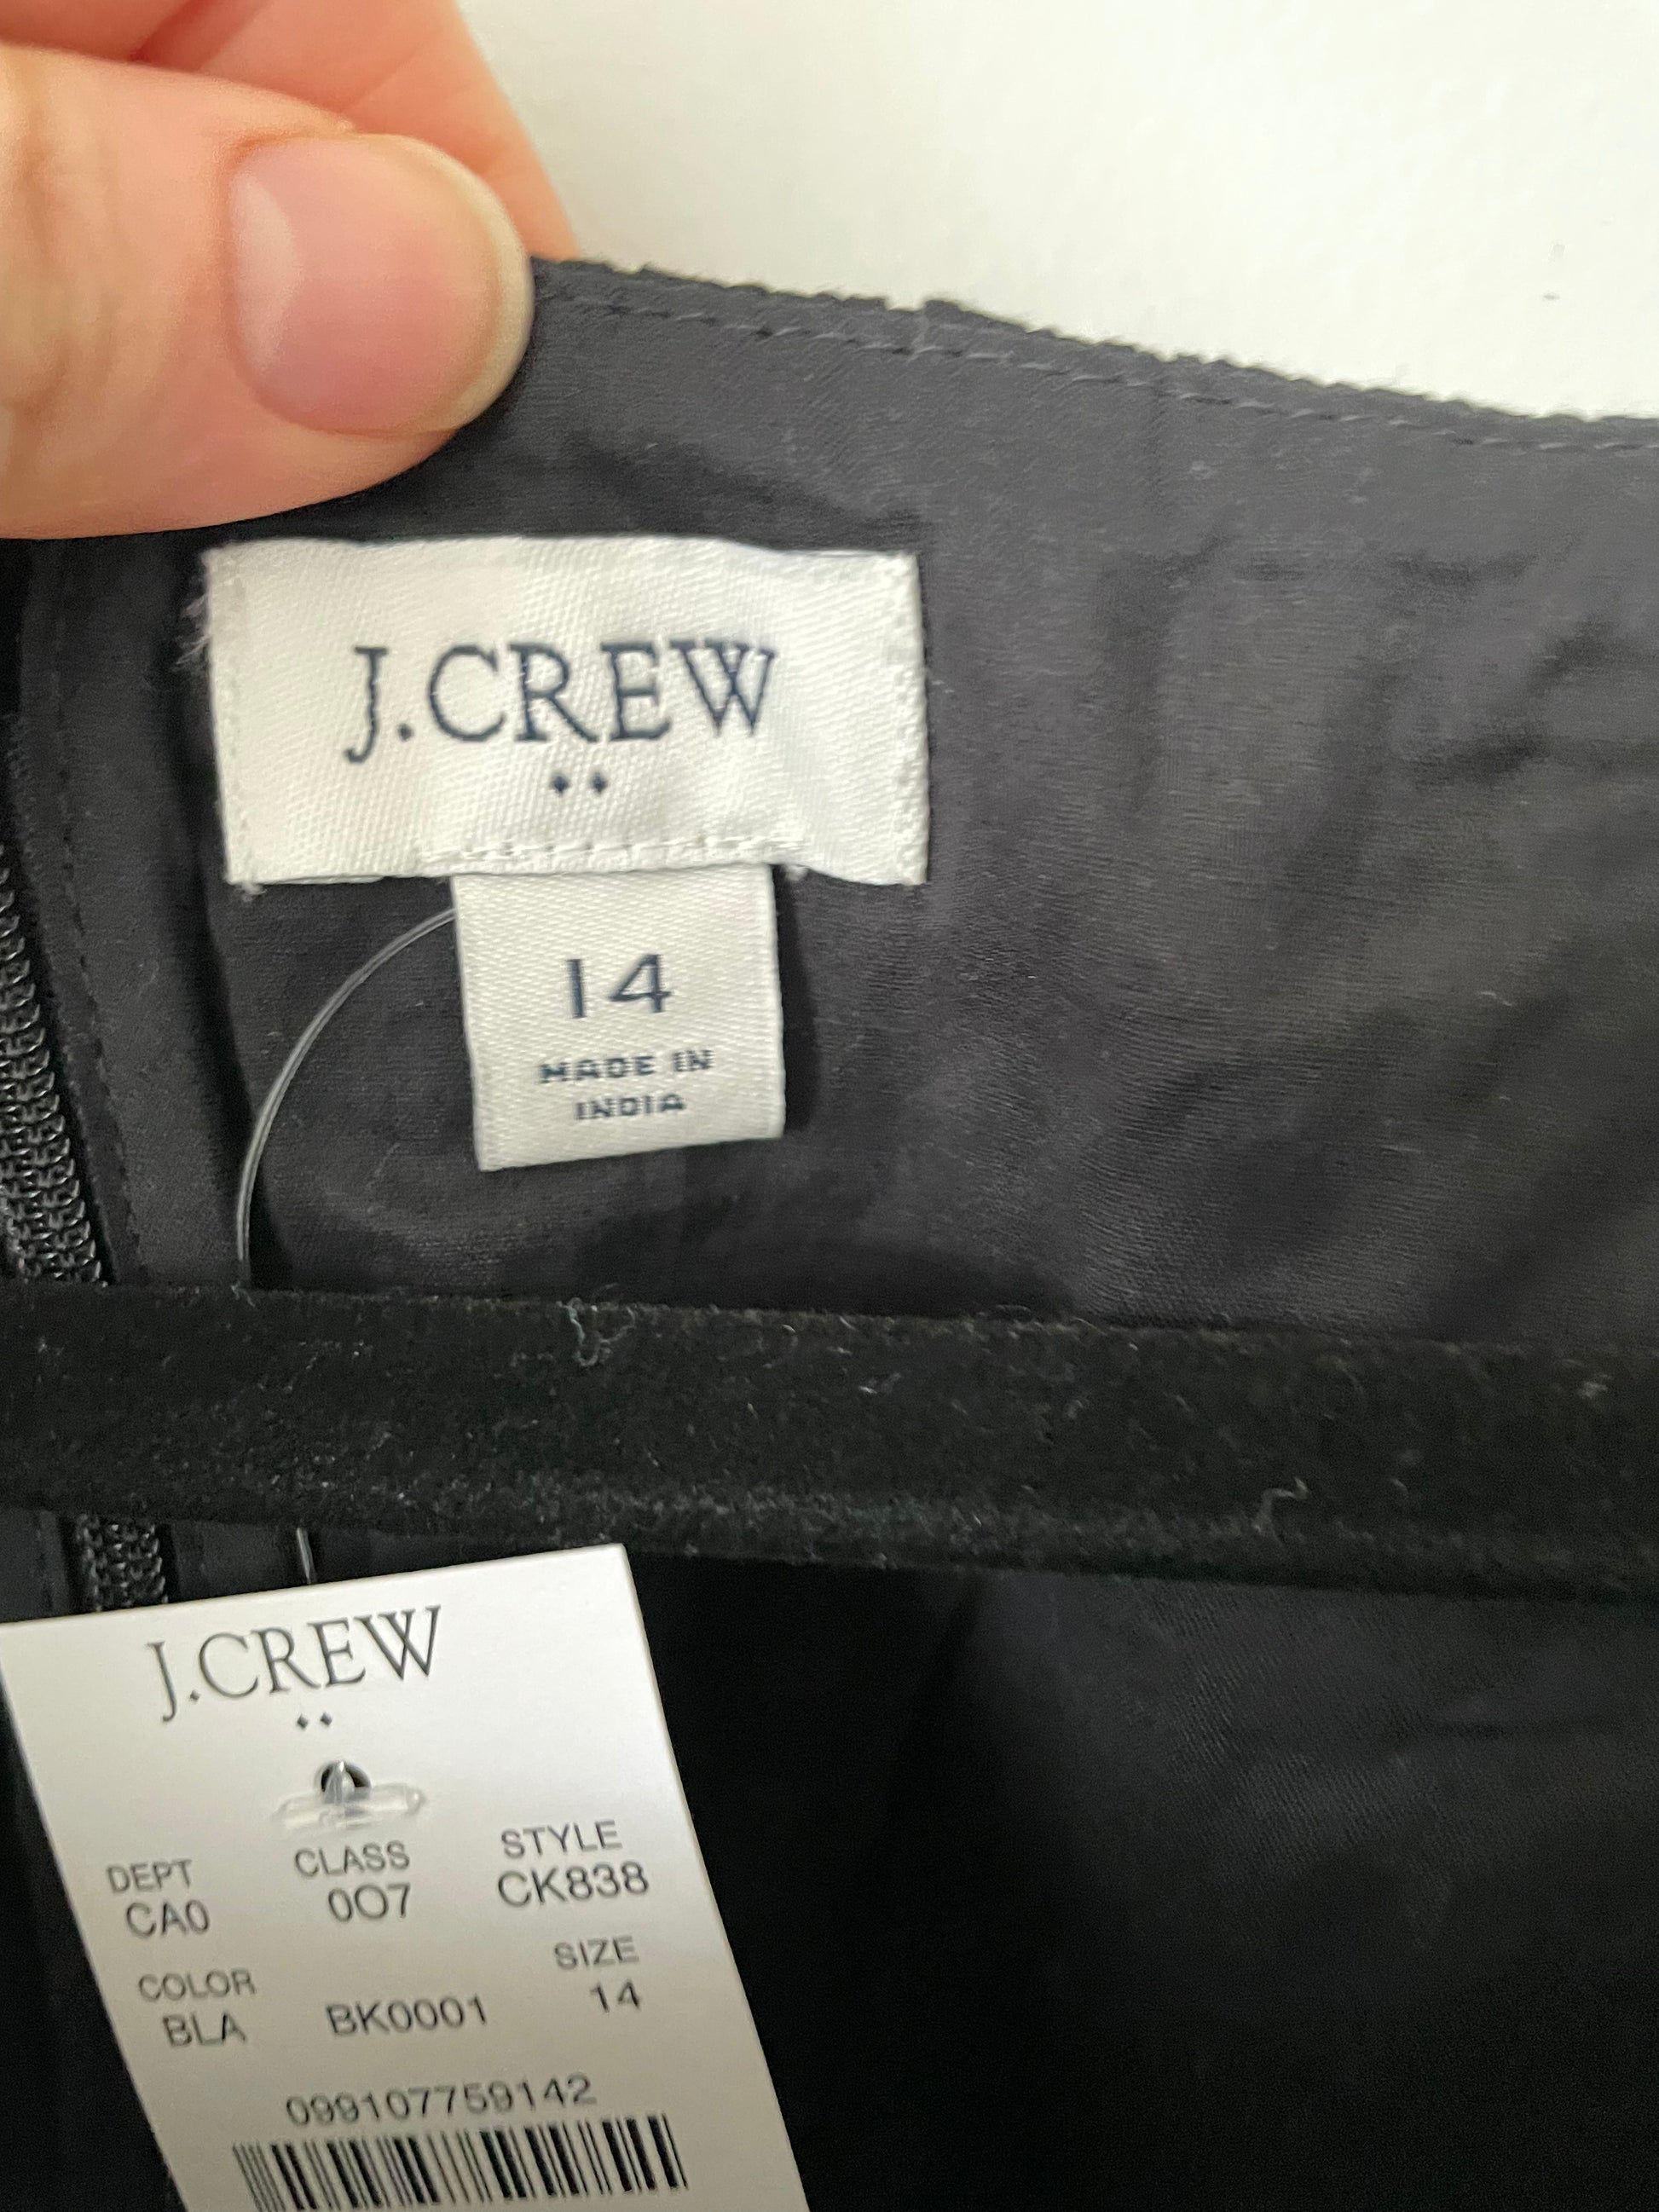 J.CREW
14
MADE IN
INDIA
J.CREW
DEPT CLASS STYLE
CA0 0O7 CK838
COLOR SIZE
BLA BK0001 14
099107759142